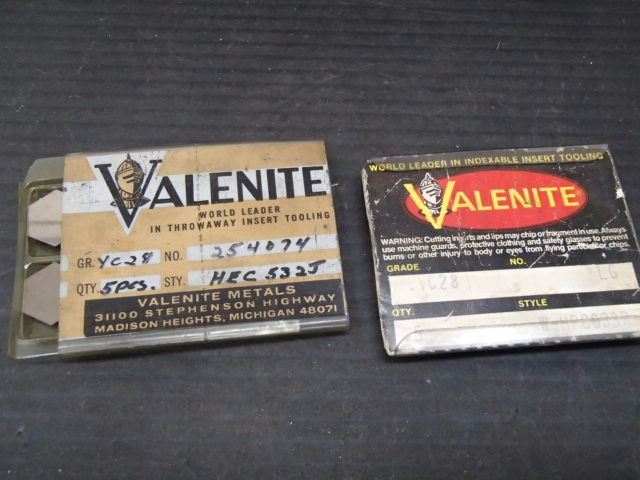 VALENITE
WORLD LEADER
IN THROWAWAY INSERT TOOLING
GR. VC24 NO. 254074
QTY. 5PCS. STY. HEC 5325
VALENITE METALS
31100 STEPHENSON HIGHWAY
MADISON HEIGHTS, MICHIGAN 48071
WORLD LEADER IN INDEXABLE INSERT TOOLING
VALENITE
WARNING: Cutting inserts and tips may chip or fragment in use. Always
use machine guards, protective clothing and safety glasses to prevent
burns or other injury to body or eyes from flying particles or chips.
GRADE NO.
VC28 LG
QTY. STYLE